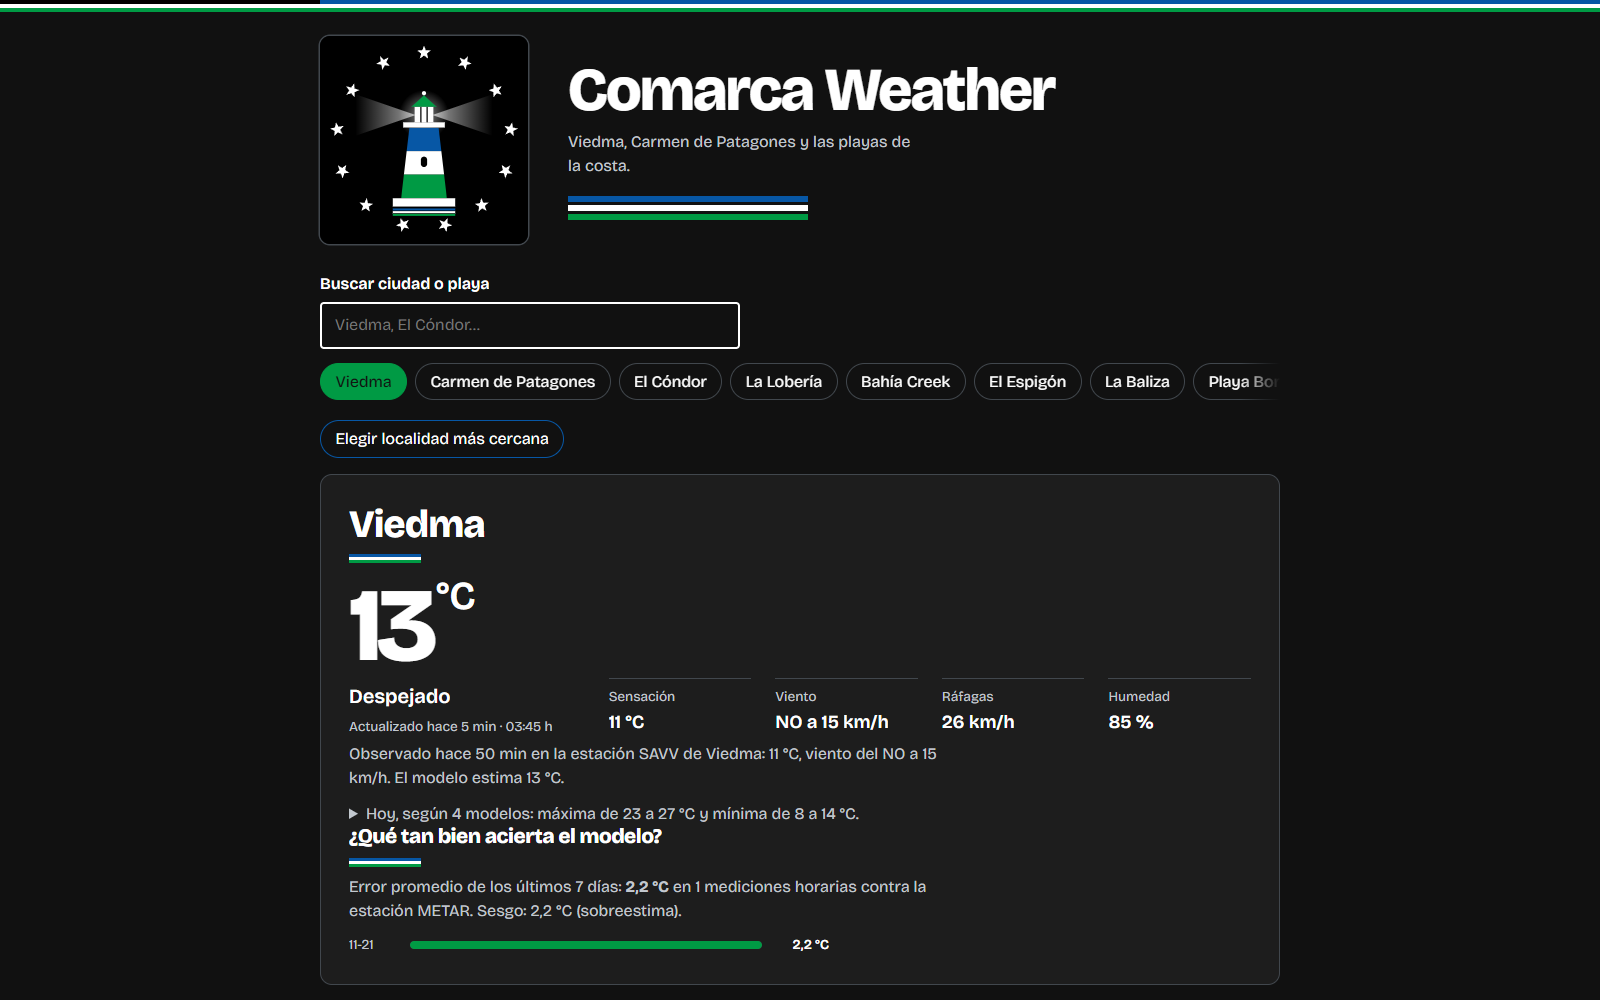 Comarca Weather
Viedma, Carmen de Patagones y las playas de
la costa.
Buscar ciudad o playa
Viedma, El Cóndor...
Viedma
Carmen de Patagones
El Cóndor
La Lobería
Bahía Creek
El Espigón
La Baliza
Playa
Elegir localidad más cercana
Viedma
13 °C
Despejado
Actualizado hace 5 min · 03:45 h
Sensación
11 °C
Viento
NO a 15 km/h
Ráfagas
26 km/h
Humedad
85 %
Observado hace 50 min en la estación SAVV de Viedma: 11 °C, viento del NO a 15
km/h. El modelo estima 13 °C.
Hoy, según 4 modelos: máxima de 23 a 27 °C y mínima de 8 a 14 °C.
¿Qué tan bien acierta el modelo?
Error promedio de los últimos 7 días: 2,2 °C en 1 mediciones horarias contra la
estación METAR. Sesgo: 2,2 °C (sobreestima).
11-21
2,2 °C